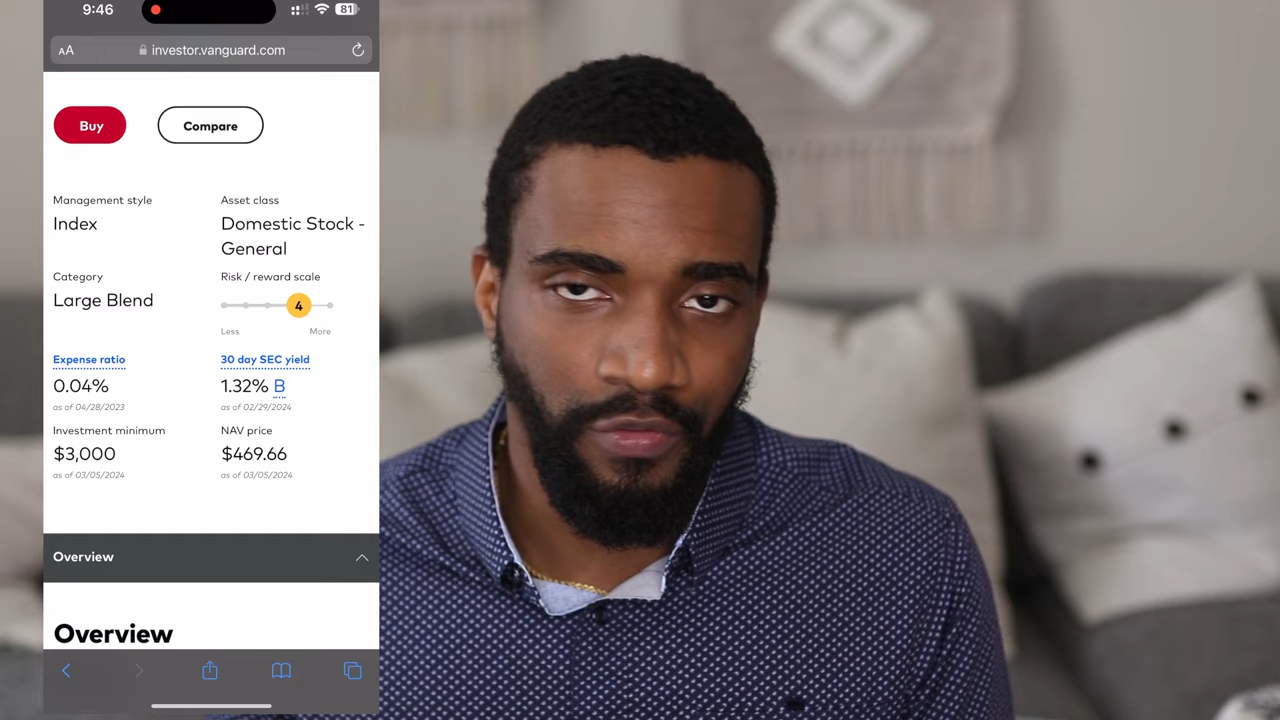 9:46
81
AA
investor.vanguard.com
Buy
Compare
Management style
Asset class
Index
Domestic Stock -
General
Category
Risk / reward scale
Large Blend
4
Less
More
Expense ratio
30 day SEC yield
0.04%
1.32% B
as of 04/28/2023
as of 02/29/2024
Investment minimum
NAV price
$3,000
$469.66
as of 03/05/2024
as of 03/05/2024
Overview
Overview